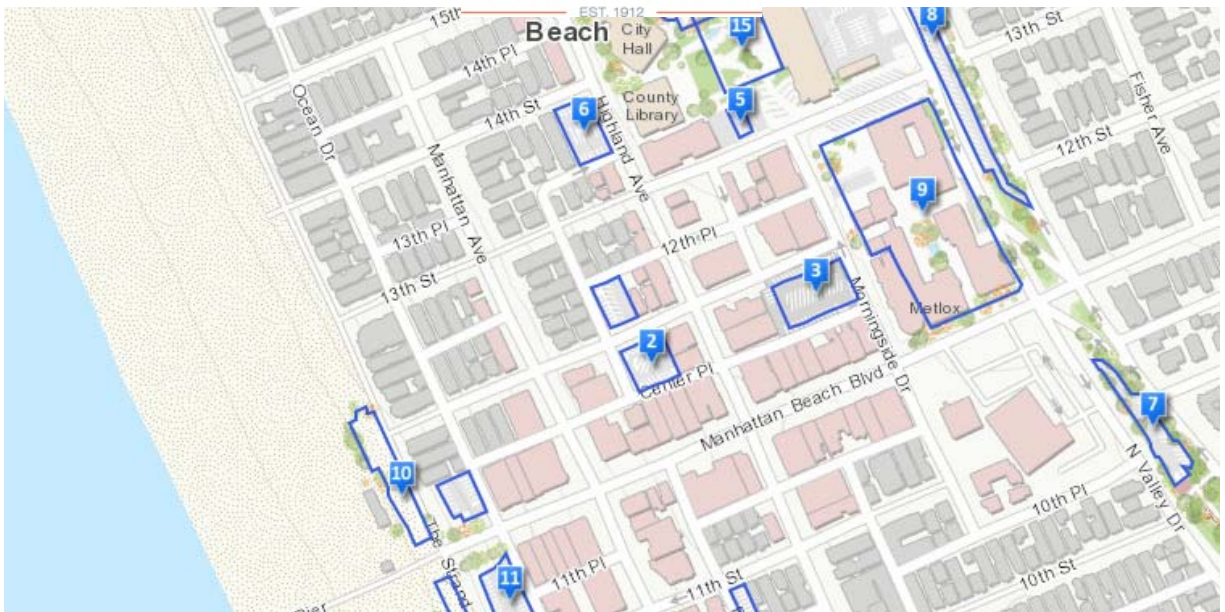 EST. 1912
Beach
City
Hall
15
8
13th St
15th
14th Pl
Fisher Ave
Ocean Dr
14th St
6
Highland Ave
County
Library
5
12th St
Manhattan Ave
13th Pl
9
12th Pl
13th St
3
Morningside Dr
Metlox
2
Center Pl
Manhattan Beach Blvd
7
10
N Valley Dr
10th Pl
The Strand
11
11th Pl
11th St
10th St
Pier